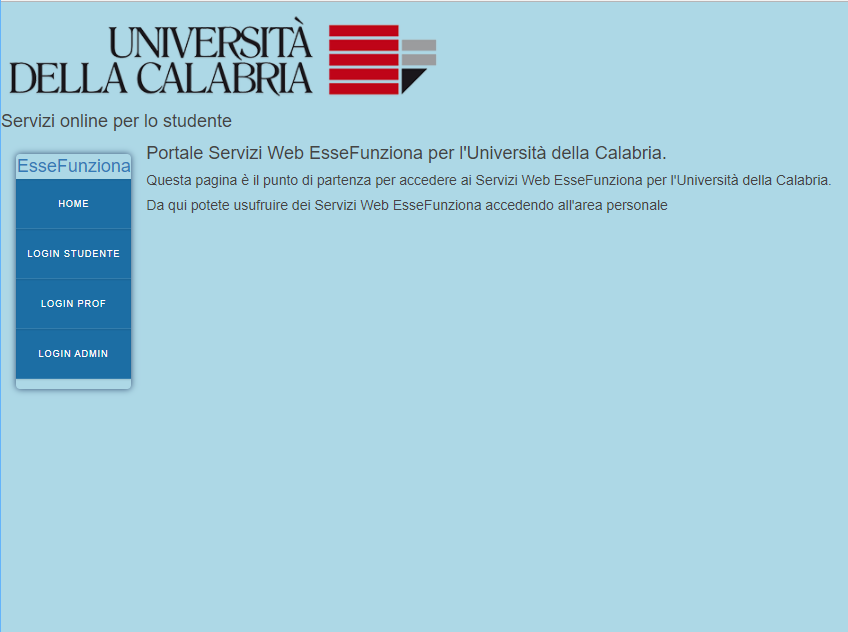 UNIVERSITÀ
DELLA CALABRIA
Servizi online per lo studente
EsseFunziona
HOME
LOGIN STUDENTE
LOGIN PROF
LOGIN ADMIN
Portale Servizi Web EsseFunziona per l'Università della Calabria.
Questa pagina è il punto di partenza per accedere ai Servizi Web EsseFunziona per l'Università della Calabria.
Da qui potete usufruire dei Servizi Web EsseFunziona accedendo all'area personale